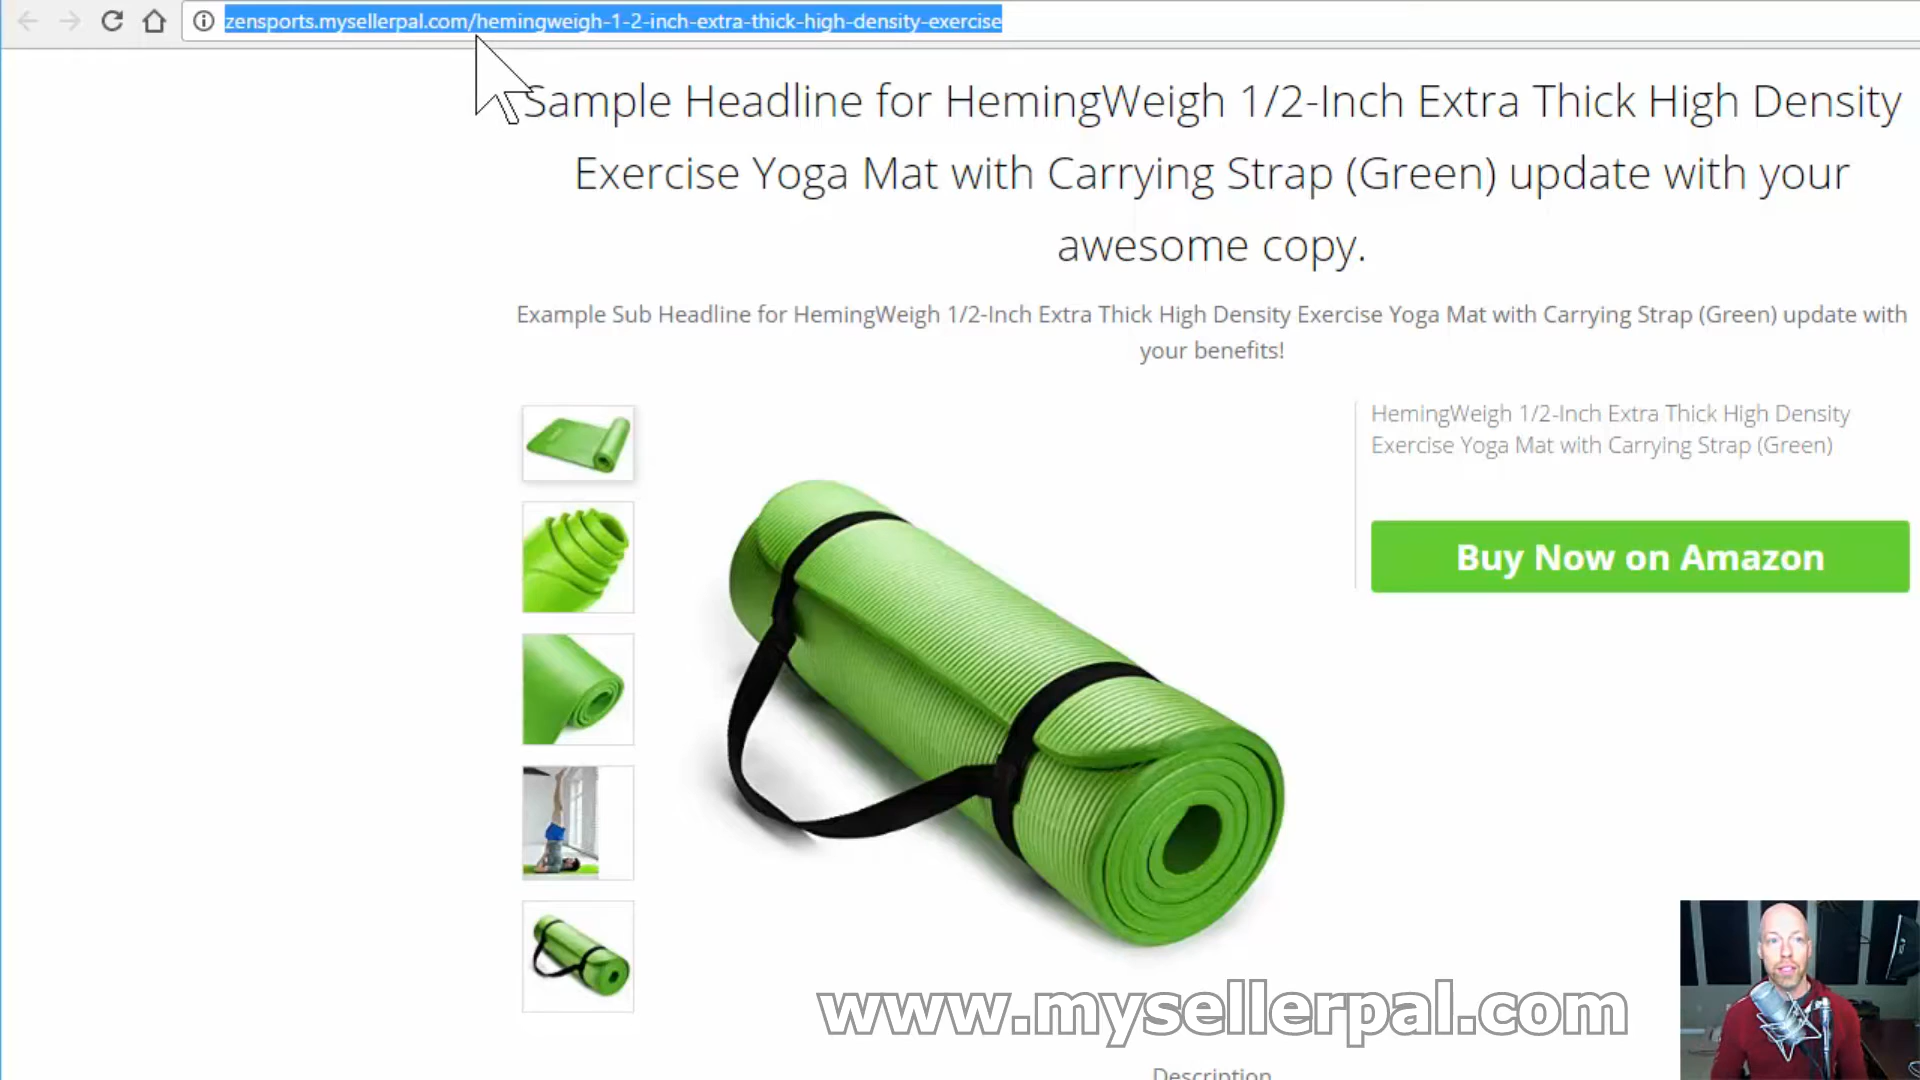 zensports.mysellerpal.com/hemingweigh-1-2-inch-extra-thick-high-density-exercise
Sample Headline for HemingWeigh 1/2-Inch Extra Thick High Density
Exercise Yoga Mat with Carrying Strap (Green) update with your
awesome copy.
Example Sub Headline for HemingWeigh 1/2-Inch Extra Thick High Density Exercise Yoga Mat with Carrying Strap (Green) update with
your benefits!
HemingWeigh 1/2-Inch Extra Thick High Density
Exercise Yoga Mat with Carrying Strap (Green)
Buy Now on Amazon
www.mysellerpal.com
Description